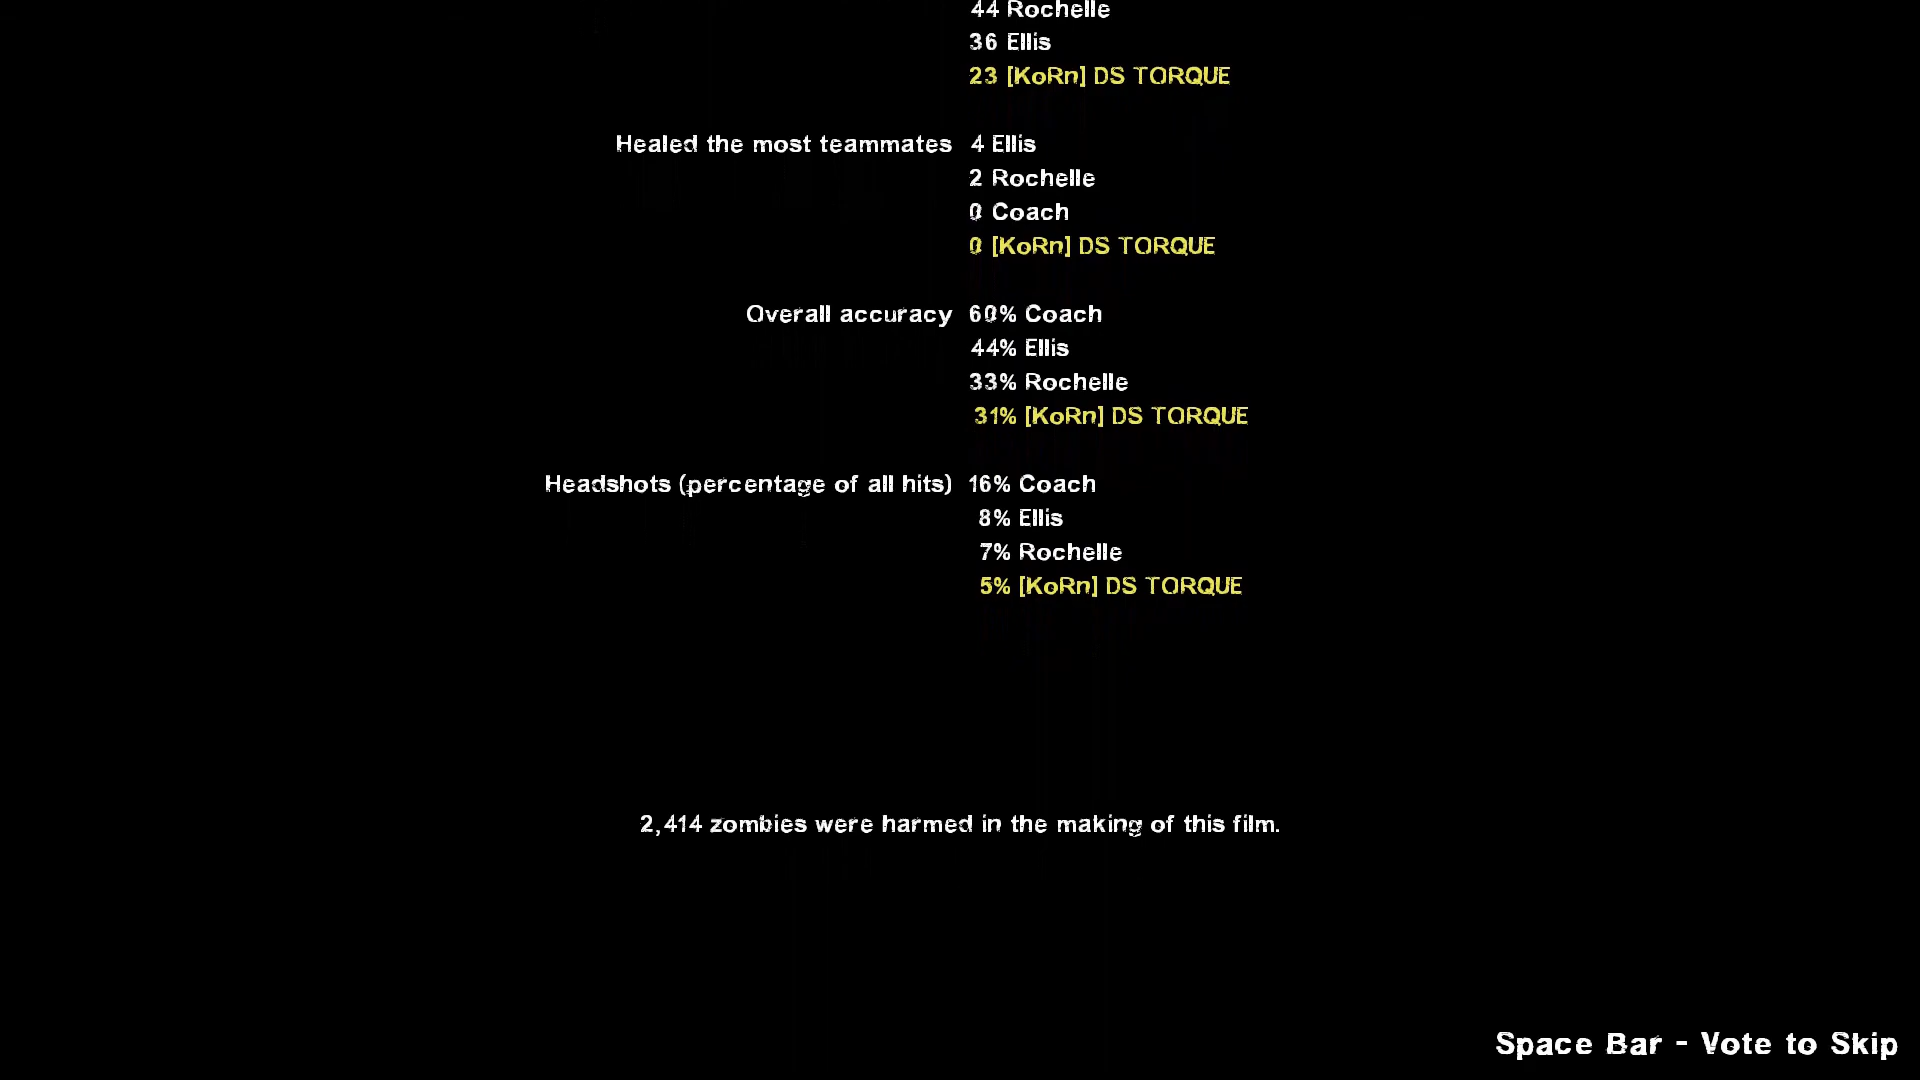 44 Rochelle
36 Ellis
23 [KoRn] DS TORQUE
Healed the most teammates 4 Ellis
2 Rochelle
0 Coach
0 [KoRn] DS TORQUE
Overall accuracy 60% Coach
44% Ellis
33% Rochelle
31% [KoRn] DS TORQUE
Headshots (percentage of all hits) 16% Coach
8% Ellis
7% Rochelle
5% [KoRn] DS TORQUE
2,414 zombies were harmed in the making of this film.
Space Bar - Vote to Skip